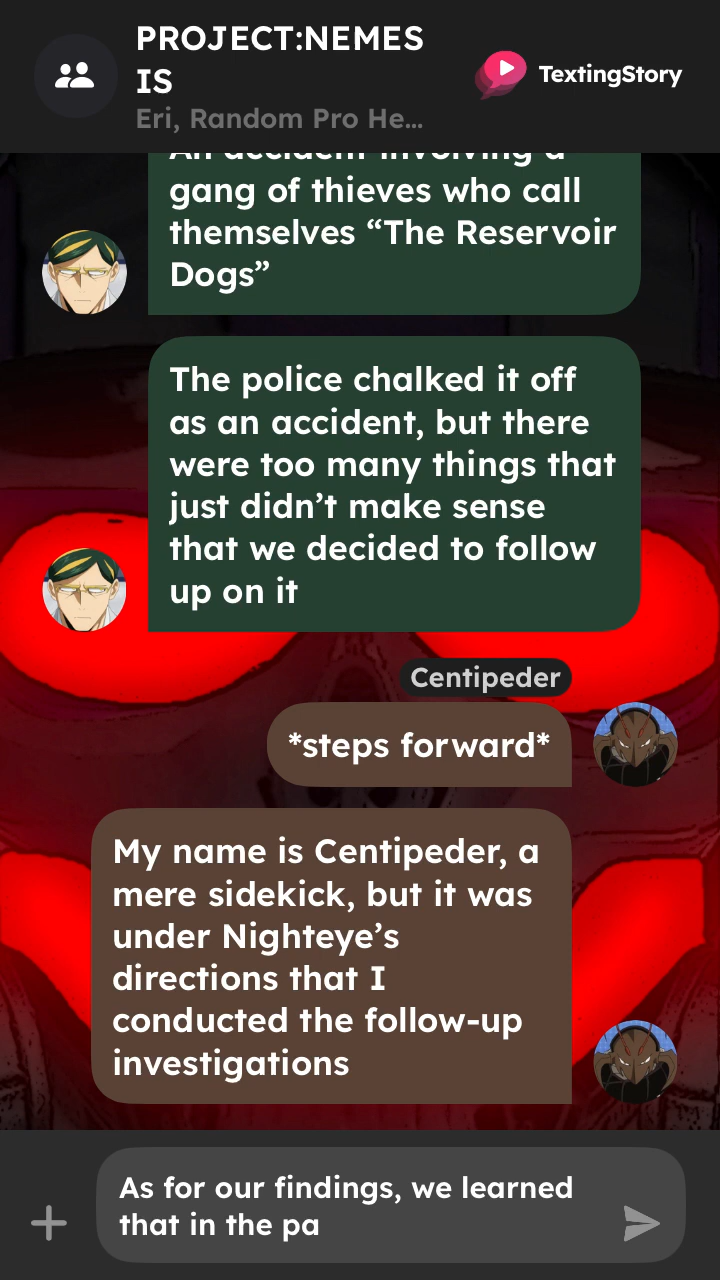 PROJECT:NEMES
IS
Eri, Random Pro He...
TextingStory
An accident involving a
gang of thieves who call
themselves “The Reservoir
Dogs”
The police chalked it off
as an accident, but there
were too many things that
just didn’t make sense
that we decided to follow
up on it
Centipeder
*steps forward*
My name is Centipeder, a
mere sidekick, but it was
under Nighteye’s
directions that I
conducted the follow-up
investigations
As for our findings, we learned
that in the pa